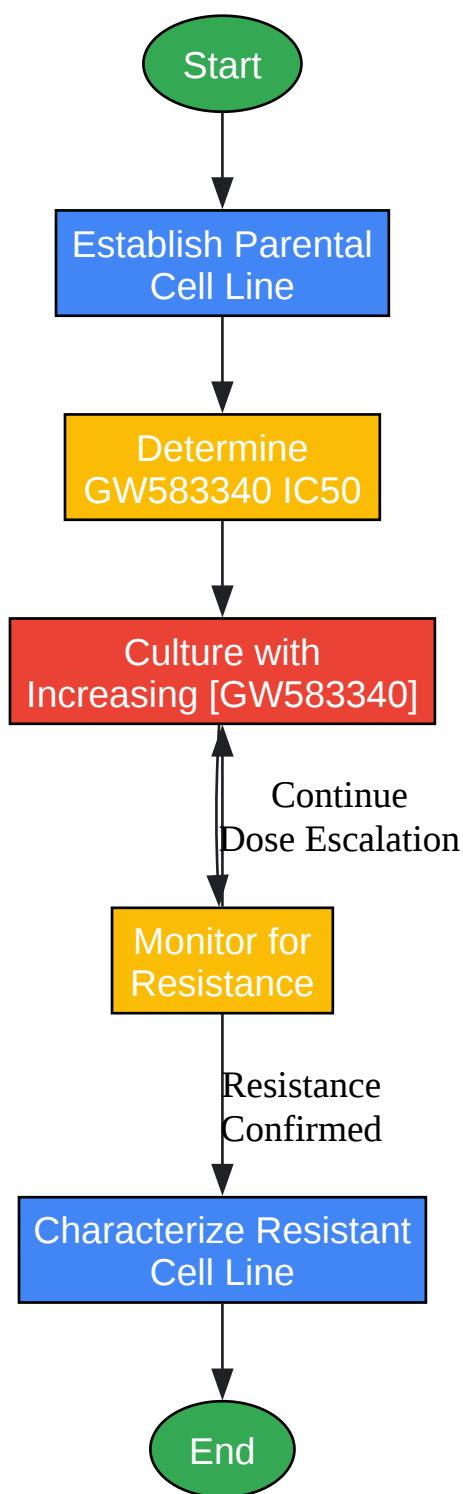 Start
Establish Parental
Cell Line
Determine
GW583340 IC50
Culture with
Increasing [GW583340]
Continue
Dose Escalation
Monitor for
Resistance
Resistance
Confirmed
Characterize Resistant
Cell Line
End